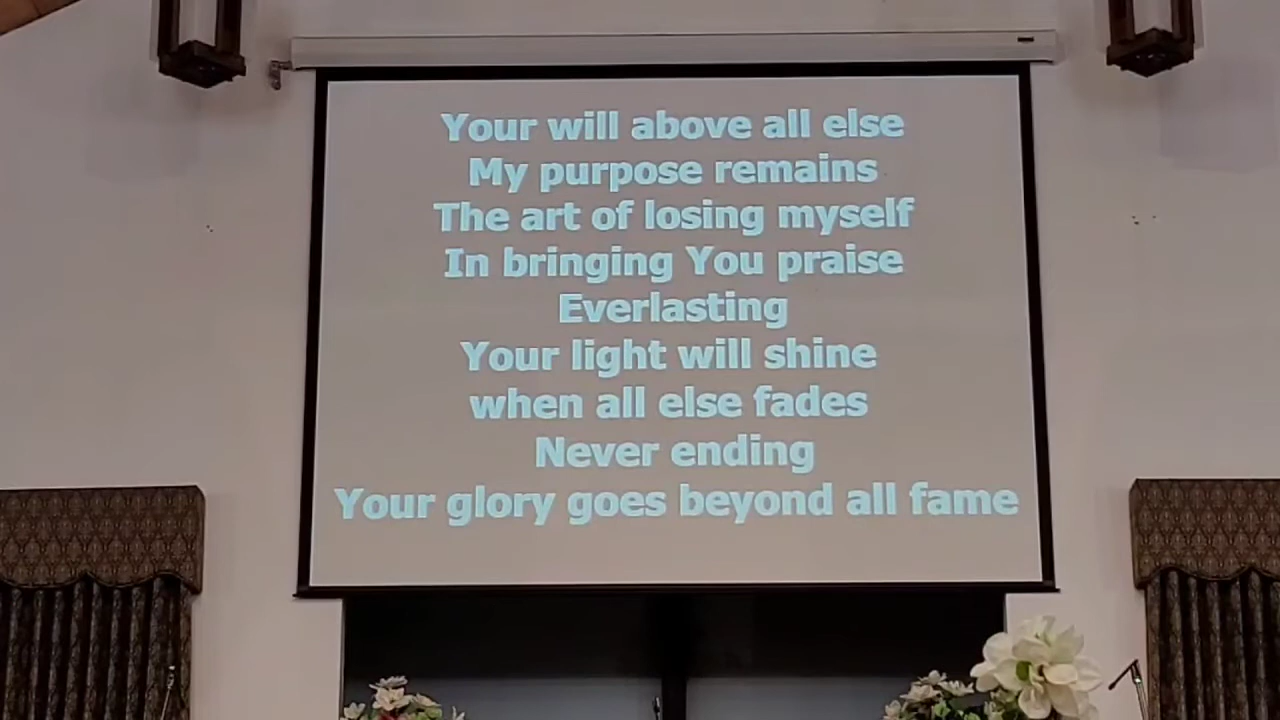 Your will above all else
My purpose remains
The art of losing myself
In bringing You praise
Everlasting
Your light will shine
when all else fades
Never ending
Your glory goes beyond all fame